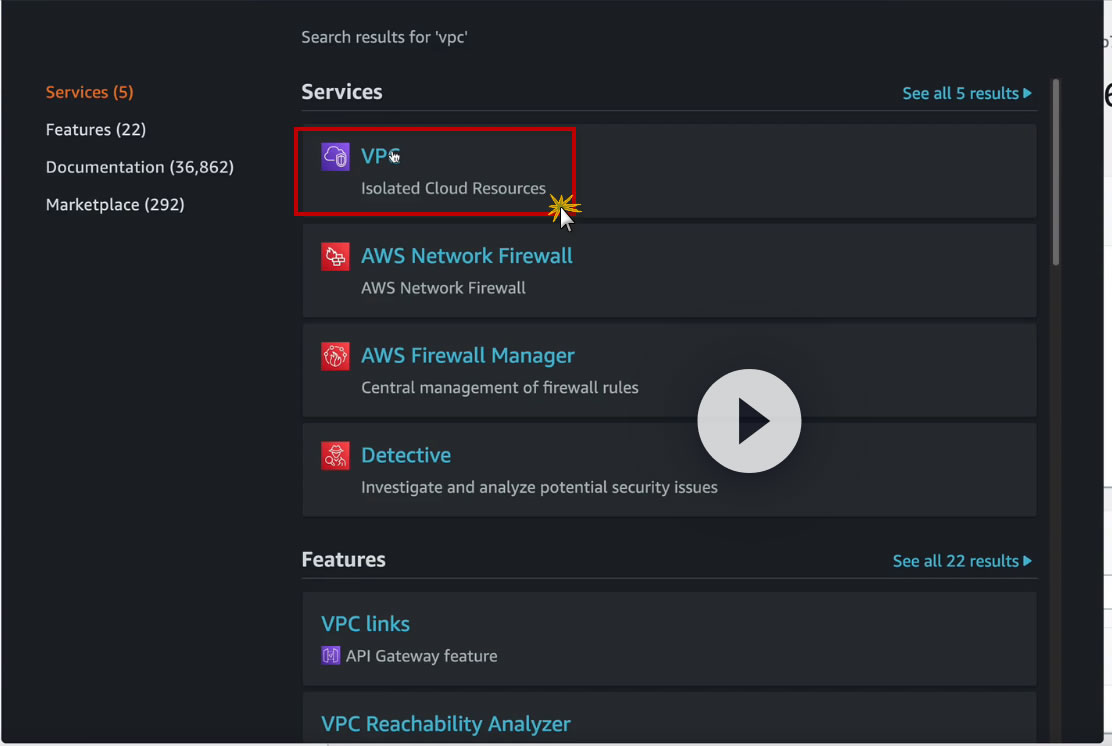 Search results for 'vpc'
Services (5)
Features (22)
Documentation (36,862)
Marketplace (292)
Services
See all 5 results
VPC
Isolated Cloud Resources
AWS Network Firewall
AWS Network Firewall
AWS Firewall Manager
Central management of firewall rules
Detective
Investigate and analyze potential security issues
Features
See all 22 results
VPC links
API Gateway feature
VPC Reachability Analyzer